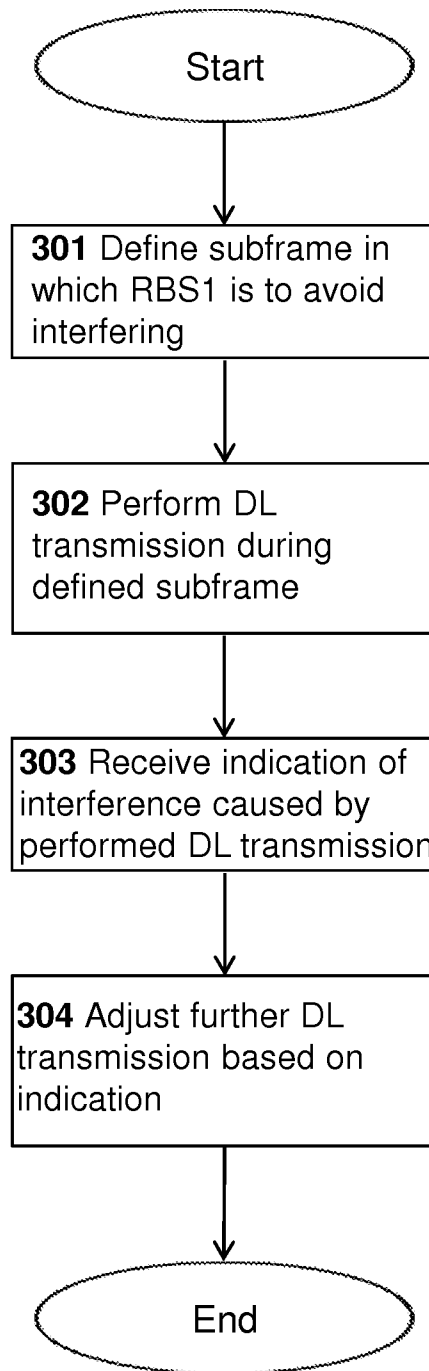 Start
301 Define subframe in
which RBS1 is to avoid
interfering
302 Perform DL
transmission during
defined subframe
303 Receive indication of
interference caused by
performed DL transmission
304 Adjust further DL
transmission based on
indication
End